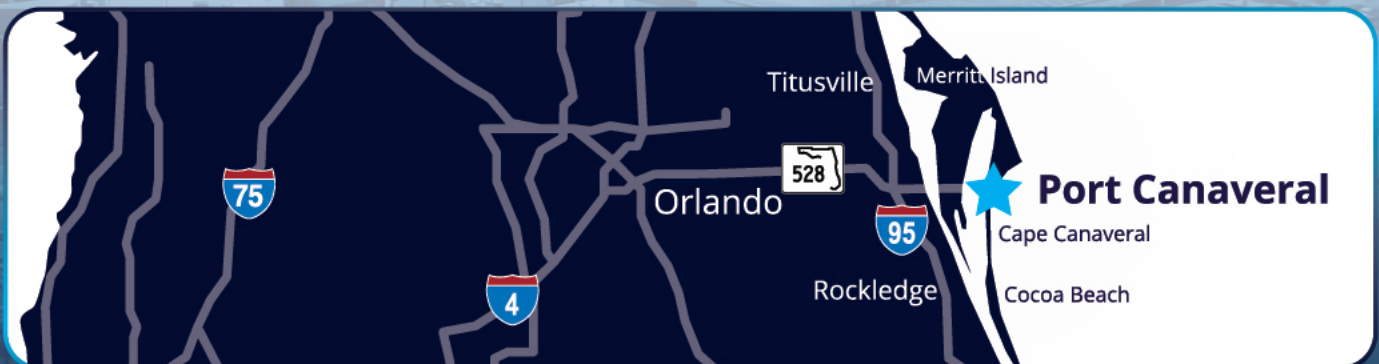 Titusville
Merritt Island
528
75
Orlando
Port Canaveral
95
Cape Canaveral
4
Rockledge
Cocoa Beach